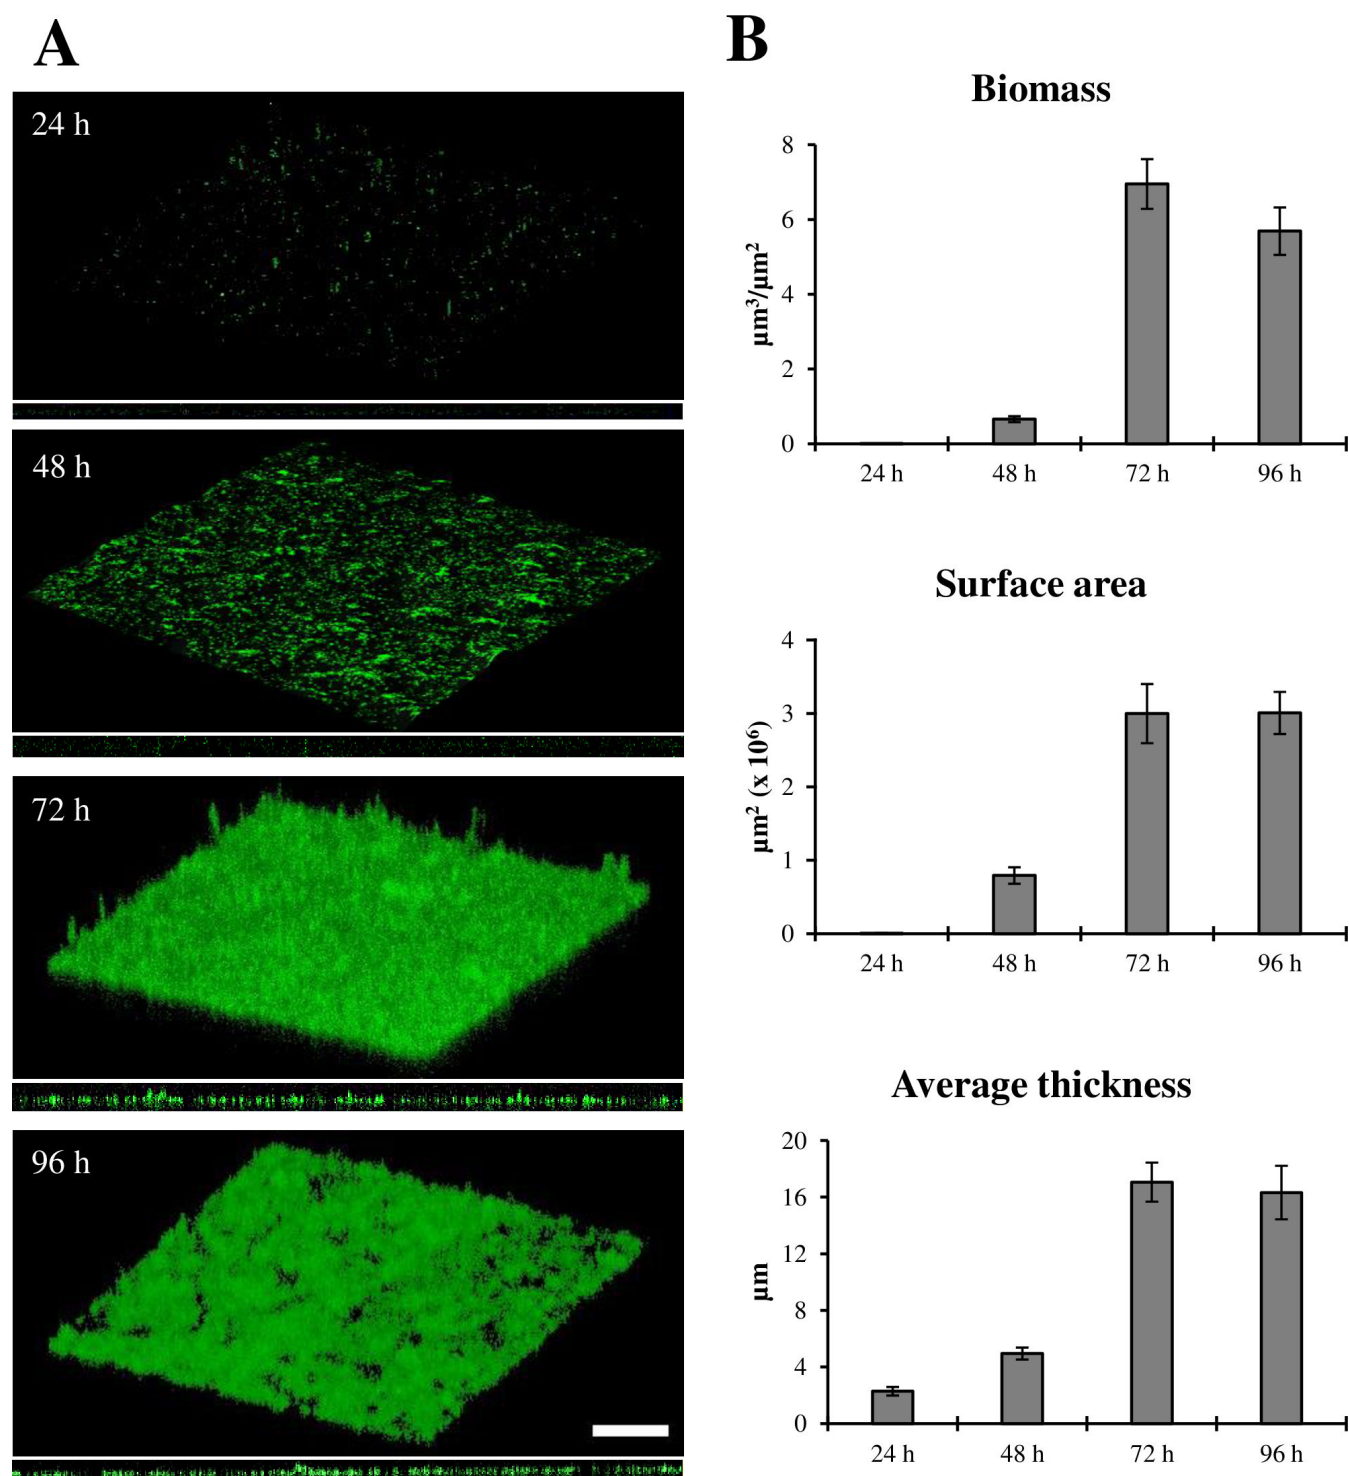 A
24 h
48 h
72 h
96 h
B
Biomass
µm³/µm²
8
6
4
2
0
24 h 48 h 72 h 96 h
Surface area
µm² (x 10⁶)
4
3
2
1
0
24 h 48 h 72 h 96 h
Average thickness
µm
20
16
12
8
4
0
24 h 48 h 72 h 96 h